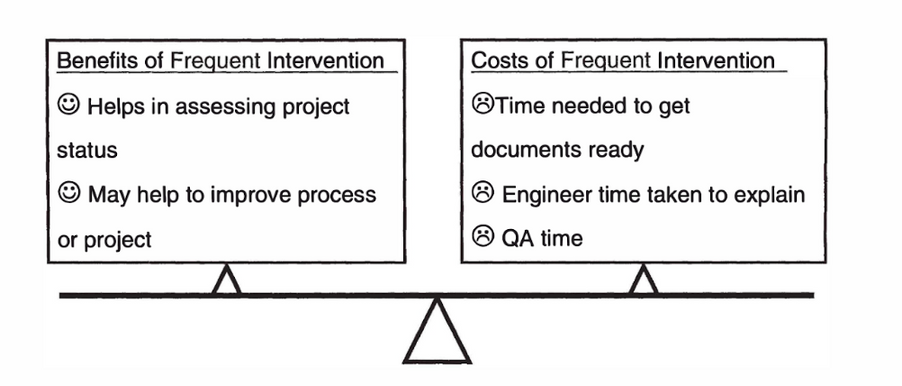 Benefits of Frequent Intervention
☺ Helps in assessing project
status
☺ May help to improve process
or project
Costs of Frequent Intervention
☹Time needed to get
documents ready
☹ Engineer time taken to explain
☹ QA time